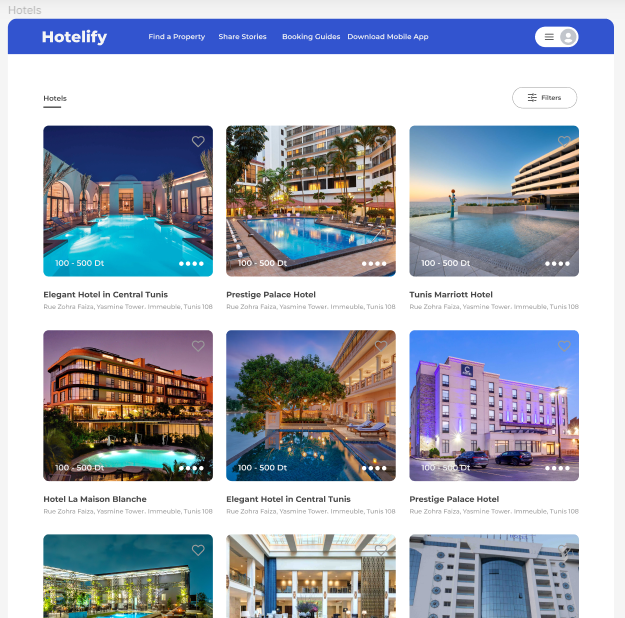 Hotels
Hotelify
Find a Property Share Stories Booking Guides Download Mobile App
Hotels
Filters
100 - 500 Dt
100 - 500 Dt
100 - 500 Dt
Elegant Hotel in Central Tunis
Prestige Palace Hotel
Tunis Marriott Hotel
Rue Zohra Faiza, Yasmine Tower. Immeuble, Tunis 108
Rue Zohra Faiza, Yasmine Tower. Immeuble, Tunis 108
Rue Zohra Faiza, Yasmine Tower. Immeuble, Tunis 108
100 - 500 Dt
100 - 500 Dt
100 - 500 Dt
Hotel La Maison Blanche
Elegant Hotel in Central Tunis
Prestige Palace Hotel
Rue Zohra Faiza, Yasmine Tower. Immeuble, Tunis 108
Rue Zohra Faiza, Yasmine Tower. Immeuble, Tunis 108
Rue Zohra Faiza, Yasmine Tower. Immeuble, Tunis 108